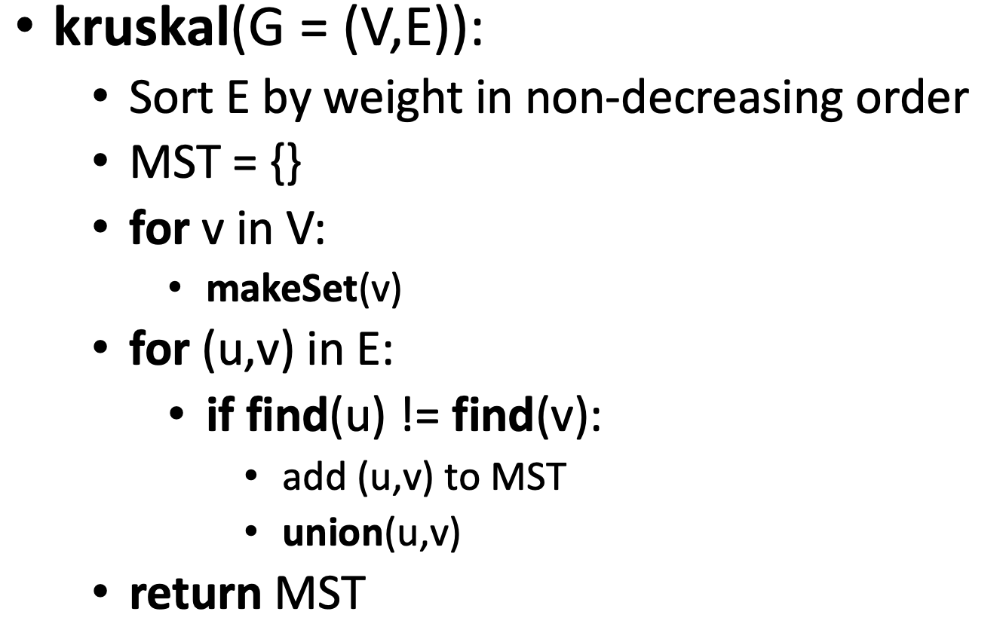 • kruskal(G = (V,E)):
• Sort E by weight in non-decreasing order
• MST = {}
• for v in V:
• makeSet(v)
• for (u,v) in E:
• if find(u) != find(v):
• add (u,v) to MST
• union(u,v)
• return MST